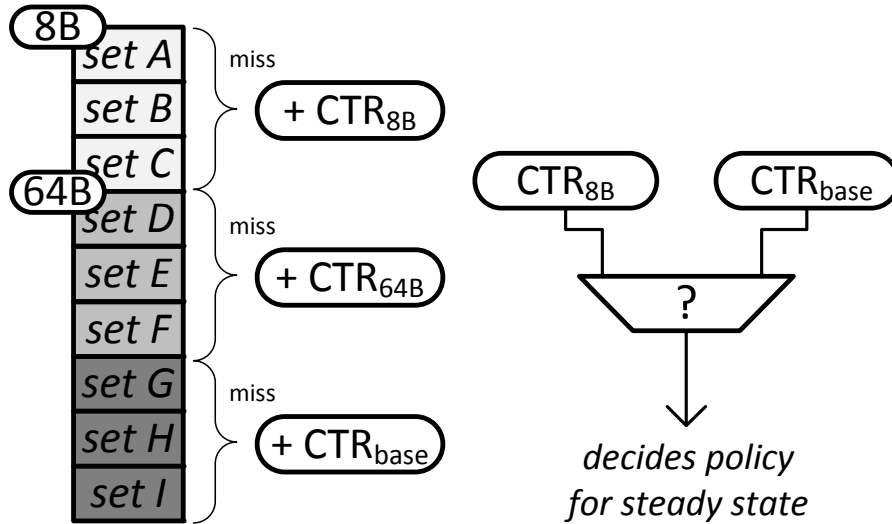 8B
set A
set B
set C
64B
set D
set E
set F
set G
set H
set I
miss
+ CTR8B
miss
+ CTR64B
miss
+ CTRbase
CTR8B
CTRbase
?
decides policy
for steady state